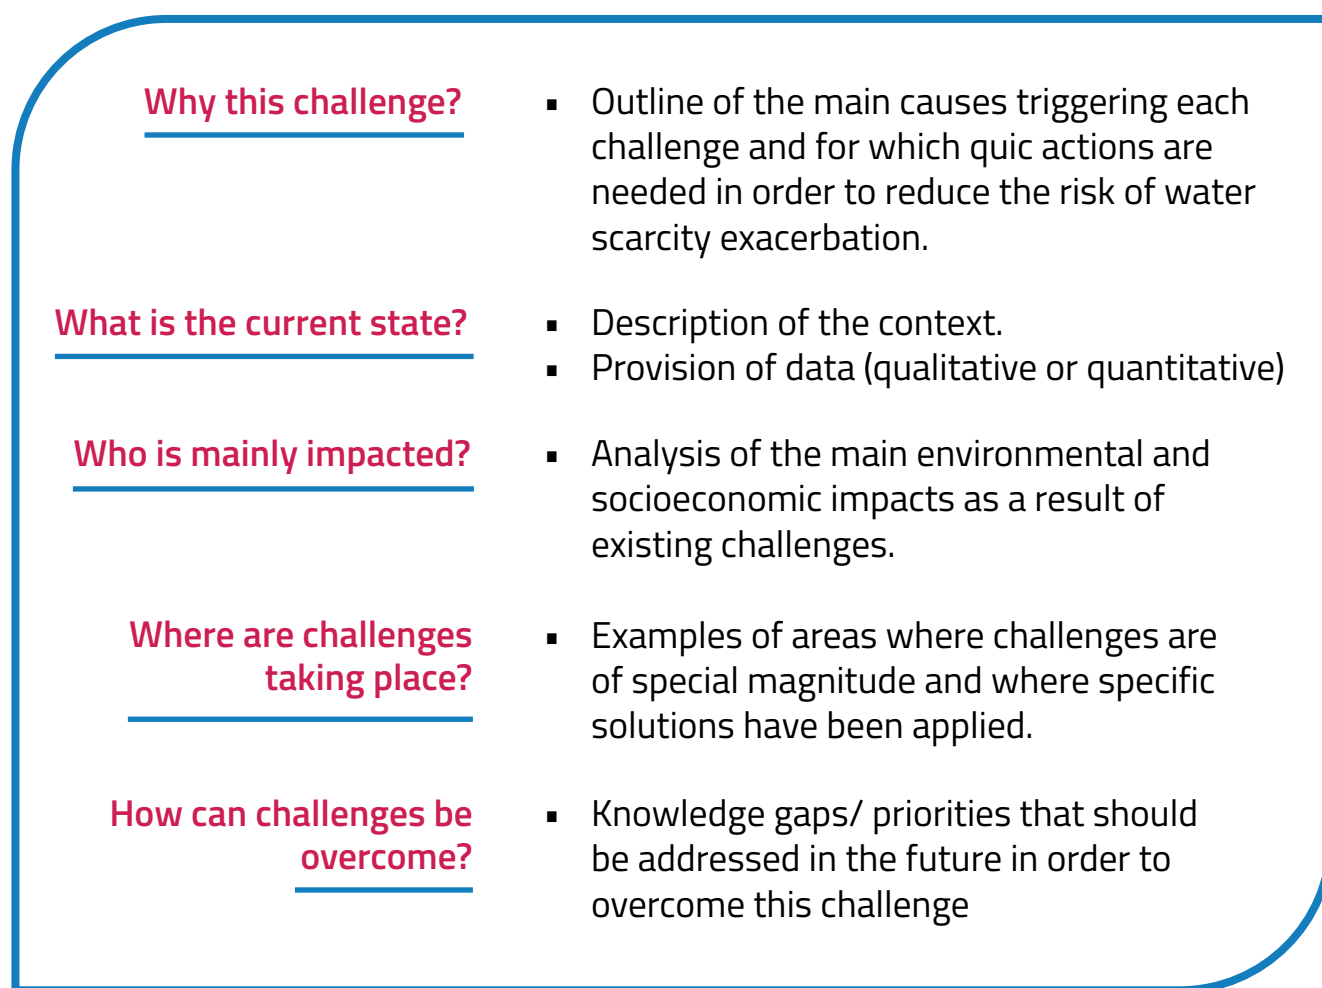 Why this challenge?
▪ Outline of the main causes triggering each
challenge and for which quic actions are
needed in order to reduce the risk of water
scarcity exacerbation.
What is the current state?
▪ Description of the context.
▪ Provision of data (qualitative or quantitative)
Who is mainly impacted?
▪ Analysis of the main environmental and
socioeconomic impacts as a result of
existing challenges.
Where are challenges
taking place?
▪ Examples of areas where challenges are
of special magnitude and where specific
solutions have been applied.
How can challenges be
overcome?
▪ Knowledge gaps/ priorities that should
be addressed in the future in order to
overcome this challenge